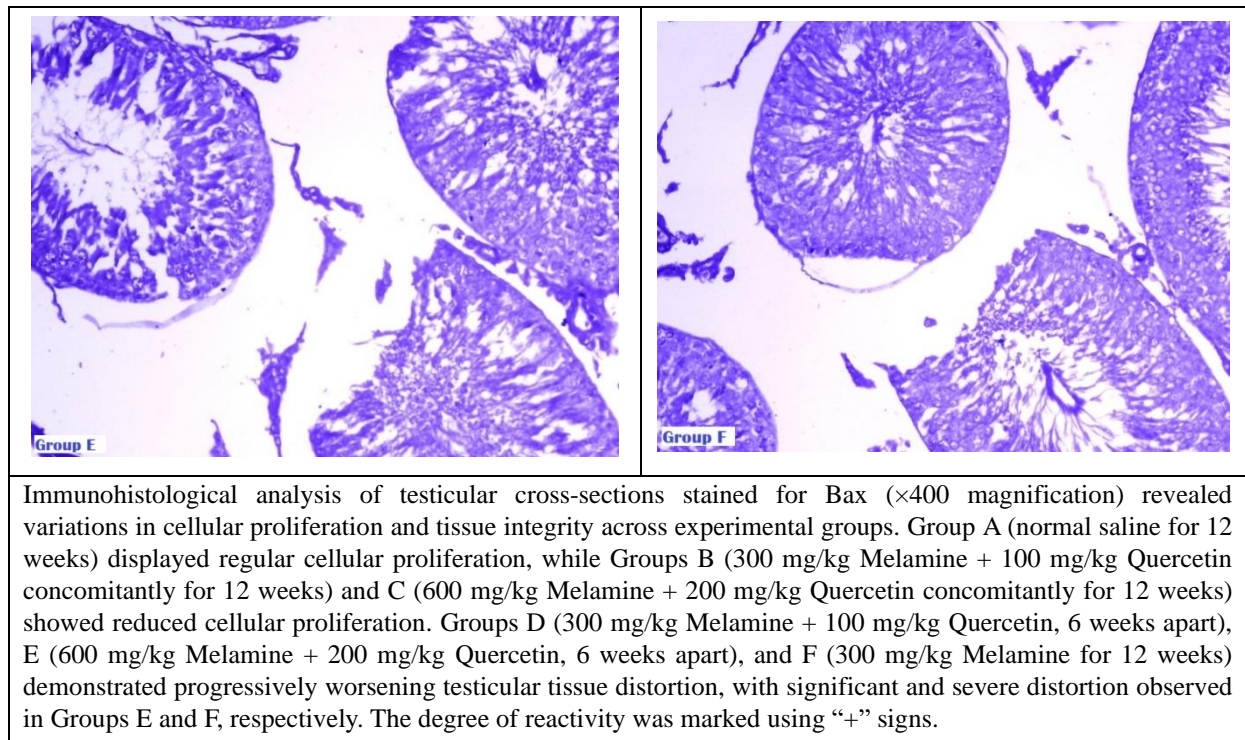 Group E
Group F
Immunohistological analysis of testicular cross-sections stained for Bax (×400 magnification) revealed
variations in cellular proliferation and tissue integrity across experimental groups. Group A (normal saline for 12
weeks) displayed regular cellular proliferation, while Groups B (300 mg/kg Melamine + 100 mg/kg Quercetin
concomitantly for 12 weeks) and C (600 mg/kg Melamine + 200 mg/kg Quercetin concomitantly for 12 weeks)
showed reduced cellular proliferation. Groups D (300 mg/kg Melamine + 100 mg/kg Quercetin, 6 weeks apart),
E (600 mg/kg Melamine + 200 mg/kg Quercetin, 6 weeks apart), and F (300 mg/kg Melamine for 12 weeks)
demonstrated progressively worsening testicular tissue distortion, with significant and severe distortion observed
in Groups E and F, respectively. The degree of reactivity was marked using “+” signs.